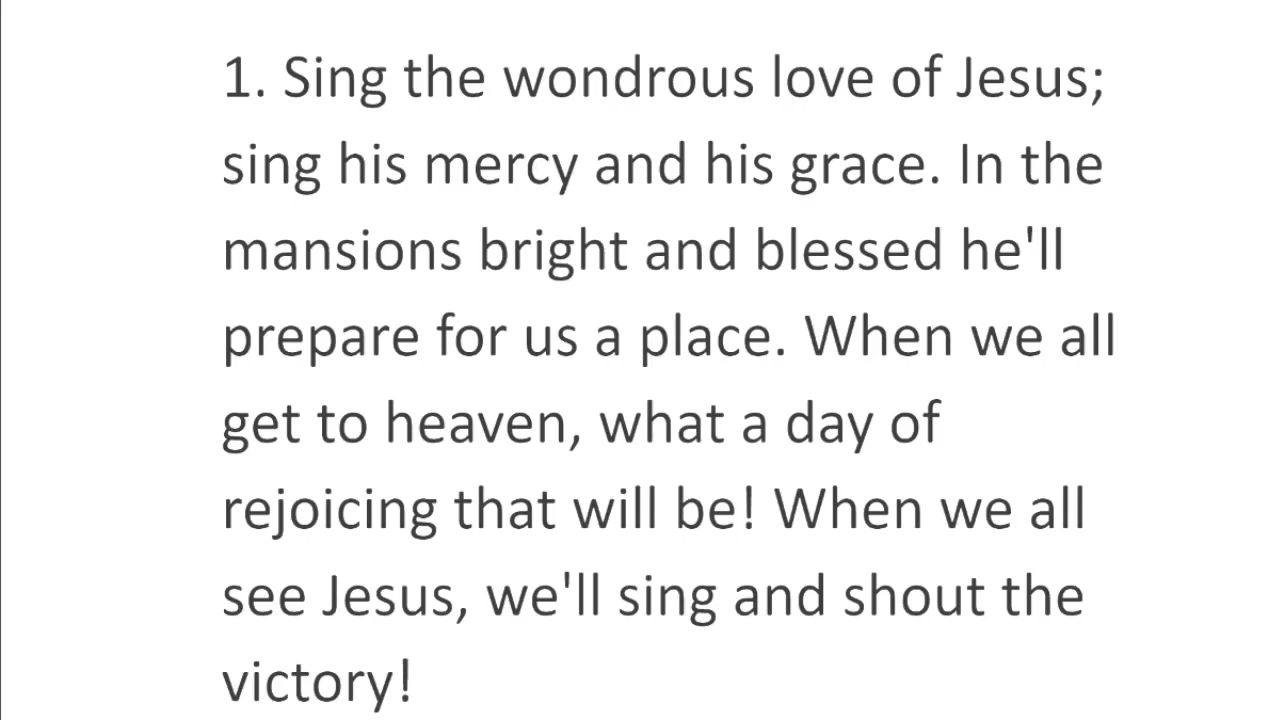 1. Sing the wondrous love of Jesus;
sing his mercy and his grace. In the
mansions bright and blessed he'll
prepare for us a place. When we all
get to heaven, what a day of
rejoicing that will be! When we all
see Jesus, we'll sing and shout the
victory!